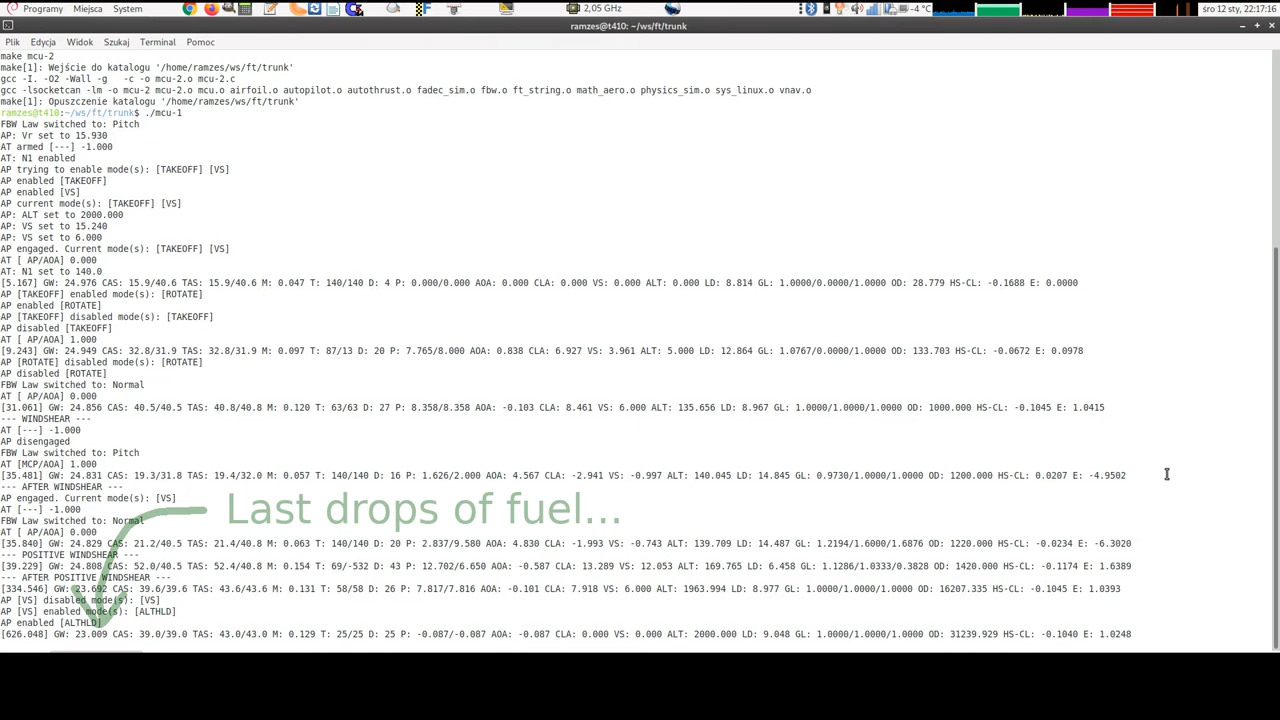 Programy Miejsca System 2,05 GHz -4 °C śro 12 sty, 22:17:16
ramzes@t410: ~/ws/ft/trunk
Plik Edycja Widok Szukaj Terminal Pomoc
make mcu-2
make[1]: Wejście do katalogu '/home/ramzes/ws/ft/trunk'
gcc -I. -O2 -Wall -g   -c -o mcu-2.o mcu-2.c
gcc -lsocketcan -lm -o mcu-2 mcu-2.o mcu.o airfoil.o autopilot.o autothrust.o fadec_sim.o fbw.o ft_string.o math_aero.o physics_sim.o sys_linux.o vnav.o
make[1]: Opuszczenie katalogu '/home/ramzes/ws/ft/trunk'
ramzes@t410:~/ws/ft/trunk$ ./mcu-1
FBW Law switched to: Pitch
AP: Vr set to 15.930
AT armed [---] -1.000
AT: N1 enabled
AP trying to enable mode(s): [TAKEOFF] [VS]
AP enabled [TAKEOFF]
AP enabled [VS]
AP current mode(s): [TAKEOFF] [VS]
AP: ALT set to 2000.000
AP: VS set to 15.240
AP: VS set to 6.000
AP engaged. Current mode(s): [TAKEOFF] [VS]
AT [ AP/AOA] 0.000
AT: N1 set to 140.0
[5.167] GW: 24.976 CAS: 15.9/40.6 TAS: 15.9/40.6 M: 0.047 T: 140/140 D: 4 P: 0.000/0.000 AOA: 0.000 CLA: 0.000 VS: 0.000 ALT: 0.000 LD: 8.814 GL: 1.0000/0.0000/1.0000 OD: 28.779 HS-CL: -0.1688 E: 0.0000
AP [TAKEOFF] enabled mode(s): [ROTATE]
AP enabled [ROTATE]
AP [TAKEOFF] disabled mode(s): [TAKEOFF]
AP disabled [TAKEOFF]
AT [ AP/AOA] 1.000
[9.243] GW: 24.949 CAS: 32.8/31.9 TAS: 32.8/31.9 M: 0.097 T: 87/13 D: 20 P: 7.765/8.000 AOA: 0.838 CLA: 6.927 VS: 3.961 ALT: 5.000 LD: 12.864 GL: 1.0767/0.0000/1.0000 OD: 133.703 HS-CL: -0.0672 E: 0.0978
AP [ROTATE] disabled mode(s): [ROTATE]
AP disabled [ROTATE]
FBW Law switched to: Normal
AT [ AP/AOA] 0.000
[31.061] GW: 24.856 CAS: 40.5/40.5 TAS: 40.8/40.8 M: 0.120 T: 63/63 D: 27 P: 8.358/8.358 AOA: -0.103 CLA: 8.461 VS: 6.000 ALT: 135.656 LD: 8.967 GL: 1.0000/1.0000/1.0000 OD: 1000.000 HS-CL: -0.1045 E: 1.0415
--- WINDSHEAR ---
AT [---] -1.000
AP disengaged
FBW Law switched to: Pitch
AT [MCP/AOA] 1.000
[35.481] GW: 24.831 CAS: 19.3/31.8 TAS: 19.4/32.0 M: 0.057 T: 140/140 D: 16 P: 1.626/2.000 AOA: 4.567 CLA: -2.941 VS: -0.997 ALT: 140.045 LD: 14.845 GL: 0.9730/1.0000/1.0000 OD: 1200.000 HS-CL: 0.0207 E: -4.9502
--- AFTER WINDSHEAR ---
AP engaged. Current mode(s): [VS]
Last drops of fuel...
AT [---] -1.000
FBW Law switched to: Normal
AT [ AP/AOA] 0.000
[35.840] GW: 24.829 CAS: 21.2/40.5 TAS: 21.4/40.8 M: 0.063 T: 140/140 D: 20 P: 2.837/9.580 AOA: 4.830 CLA: -1.993 VS: -0.743 ALT: 139.709 LD: 14.487 GL: 1.2194/1.6000/1.6876 OD: 1220.000 HS-CL: -0.0234 E: -6.3020
--- POSITIVE WINDSHEAR ---
[39.229] GW: 24.808 CAS: 52.0/40.5 TAS: 52.4/40.8 M: 0.154 T: 69/-532 D: 43 P: 12.702/6.650 AOA: -0.587 CLA: 13.289 VS: 12.053 ALT: 169.765 LD: 6.458 GL: 1.1286/1.0333/0.3828 OD: 1420.000 HS-CL: -0.1174 E: 1.6389
--- AFTER POSITIVE WINDSHEAR ---
[334.546] GW: 23.692 CAS: 39.6/39.6 TAS: 43.6/43.6 M: 0.131 T: 58/58 D: 26 P: 7.817/7.816 AOA: -0.101 CLA: 7.918 VS: 6.000 ALT: 1963.994 LD: 8.977 GL: 1.0000/1.0000/1.0000 OD: 16207.335 HS-CL: -0.1045 E: 1.0393
AP [VS] disabled mode(s): [VS]
AP [VS] enabled mode(s): [ALTHLD]
AP enabled [ALTHLD]
[626.048] GW: 23.009 CAS: 39.0/39.0 TAS: 43.0/43.0 M: 0.129 T: 25/25 D: 25 P: -0.087/-0.087 AOA: -0.087 CLA: 0.000 VS: 0.000 ALT: 2000.000 LD: 9.048 GL: 1.0000/1.0000/1.0000 OD: 31239.929 HS-CL: -0.1040 E: 1.0248